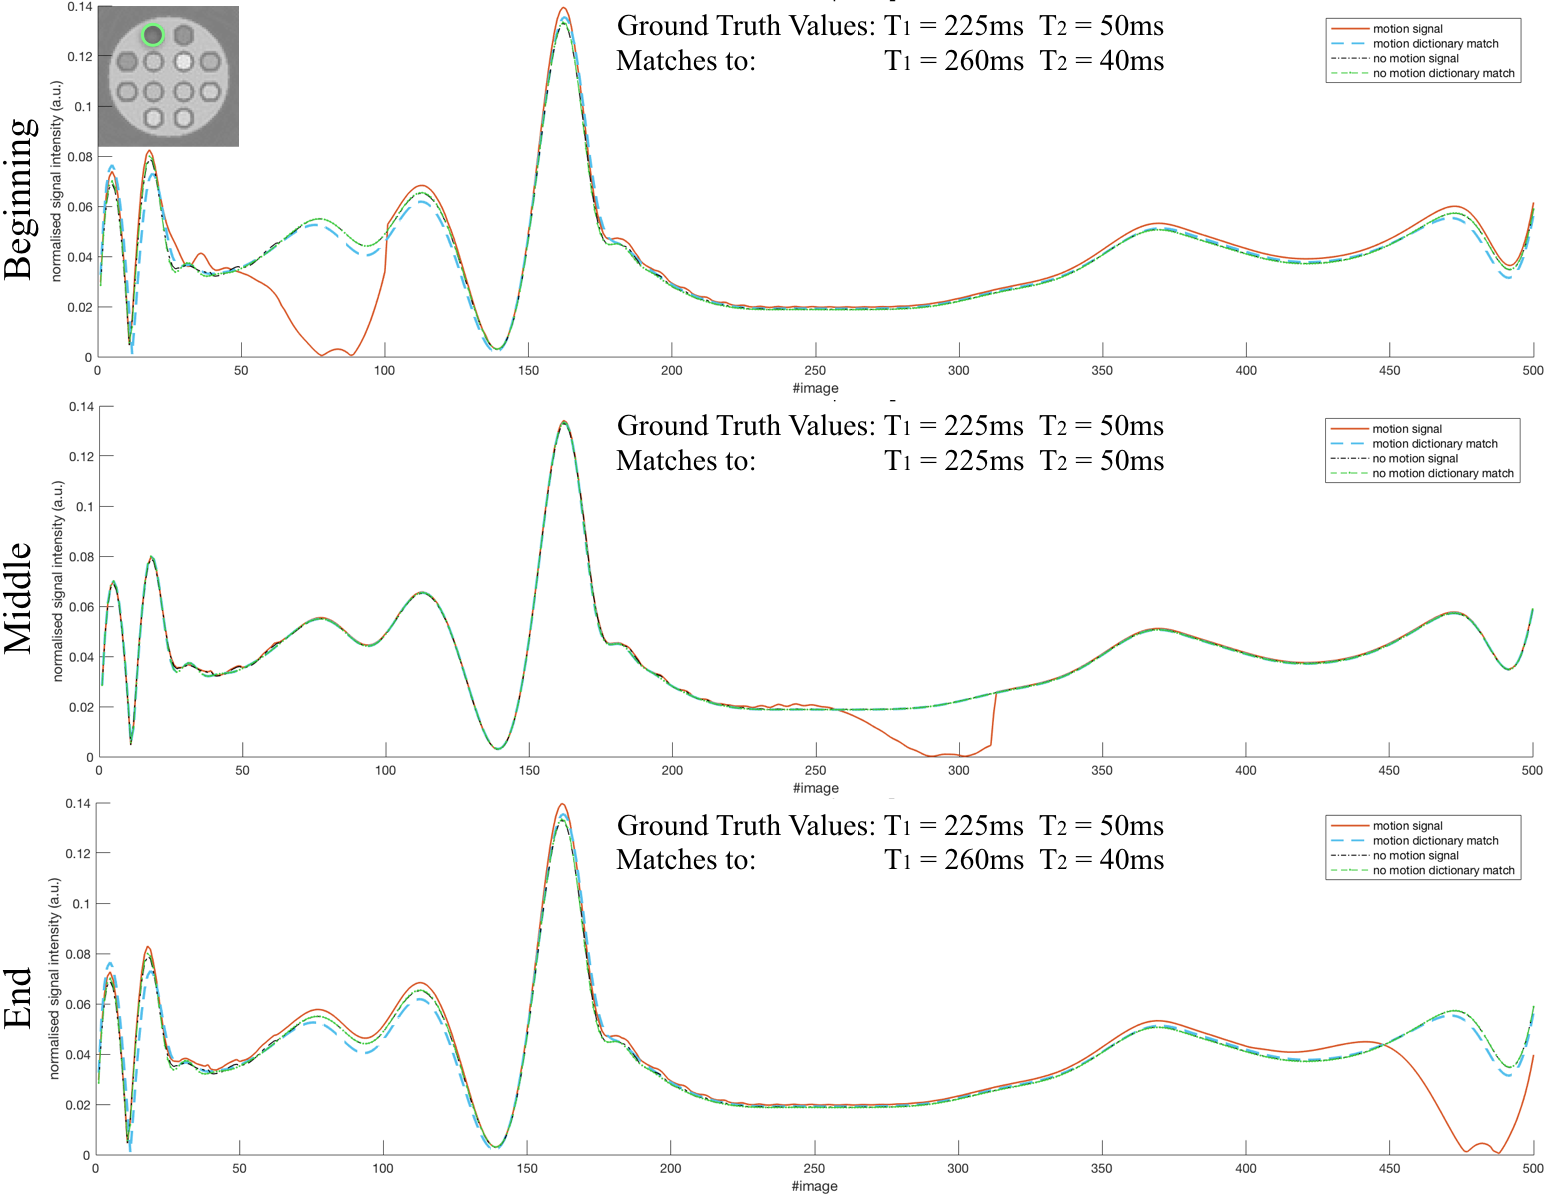 Beginning
normalised signal intensity (a.u.)
0.14
0.12
0.1
0.08
0.06
0.04
0.02
0
Ground Truth Values: T1 = 225ms T2 = 50ms
Matches to: T1 = 260ms T2 = 40ms
motion signal
motion dictionary match
no motion signal
no motion dictionary match
0 50 100 150 200 250 300 350 400 450 500
#image
Middle
normalised signal intensity (a.u.)
0.14
0.12
0.1
0.08
0.06
0.04
0.02
0
Ground Truth Values: T1 = 225ms T2 = 50ms
Matches to: T1 = 225ms T2 = 50ms
motion signal
motion dictionary match
no motion signal
no motion dictionary match
0 50 100 150 200 250 300 350 400 450 500
#image
End
normalised signal intensity (a.u.)
0.14
0.12
0.1
0.08
0.06
0.04
0.02
0
Ground Truth Values: T1 = 225ms T2 = 50ms
Matches to: T1 = 260ms T2 = 40ms
motion signal
motion dictionary match
no motion signal
no motion dictionary match
0 50 100 150 200 250 300 350 400 450 500
#image